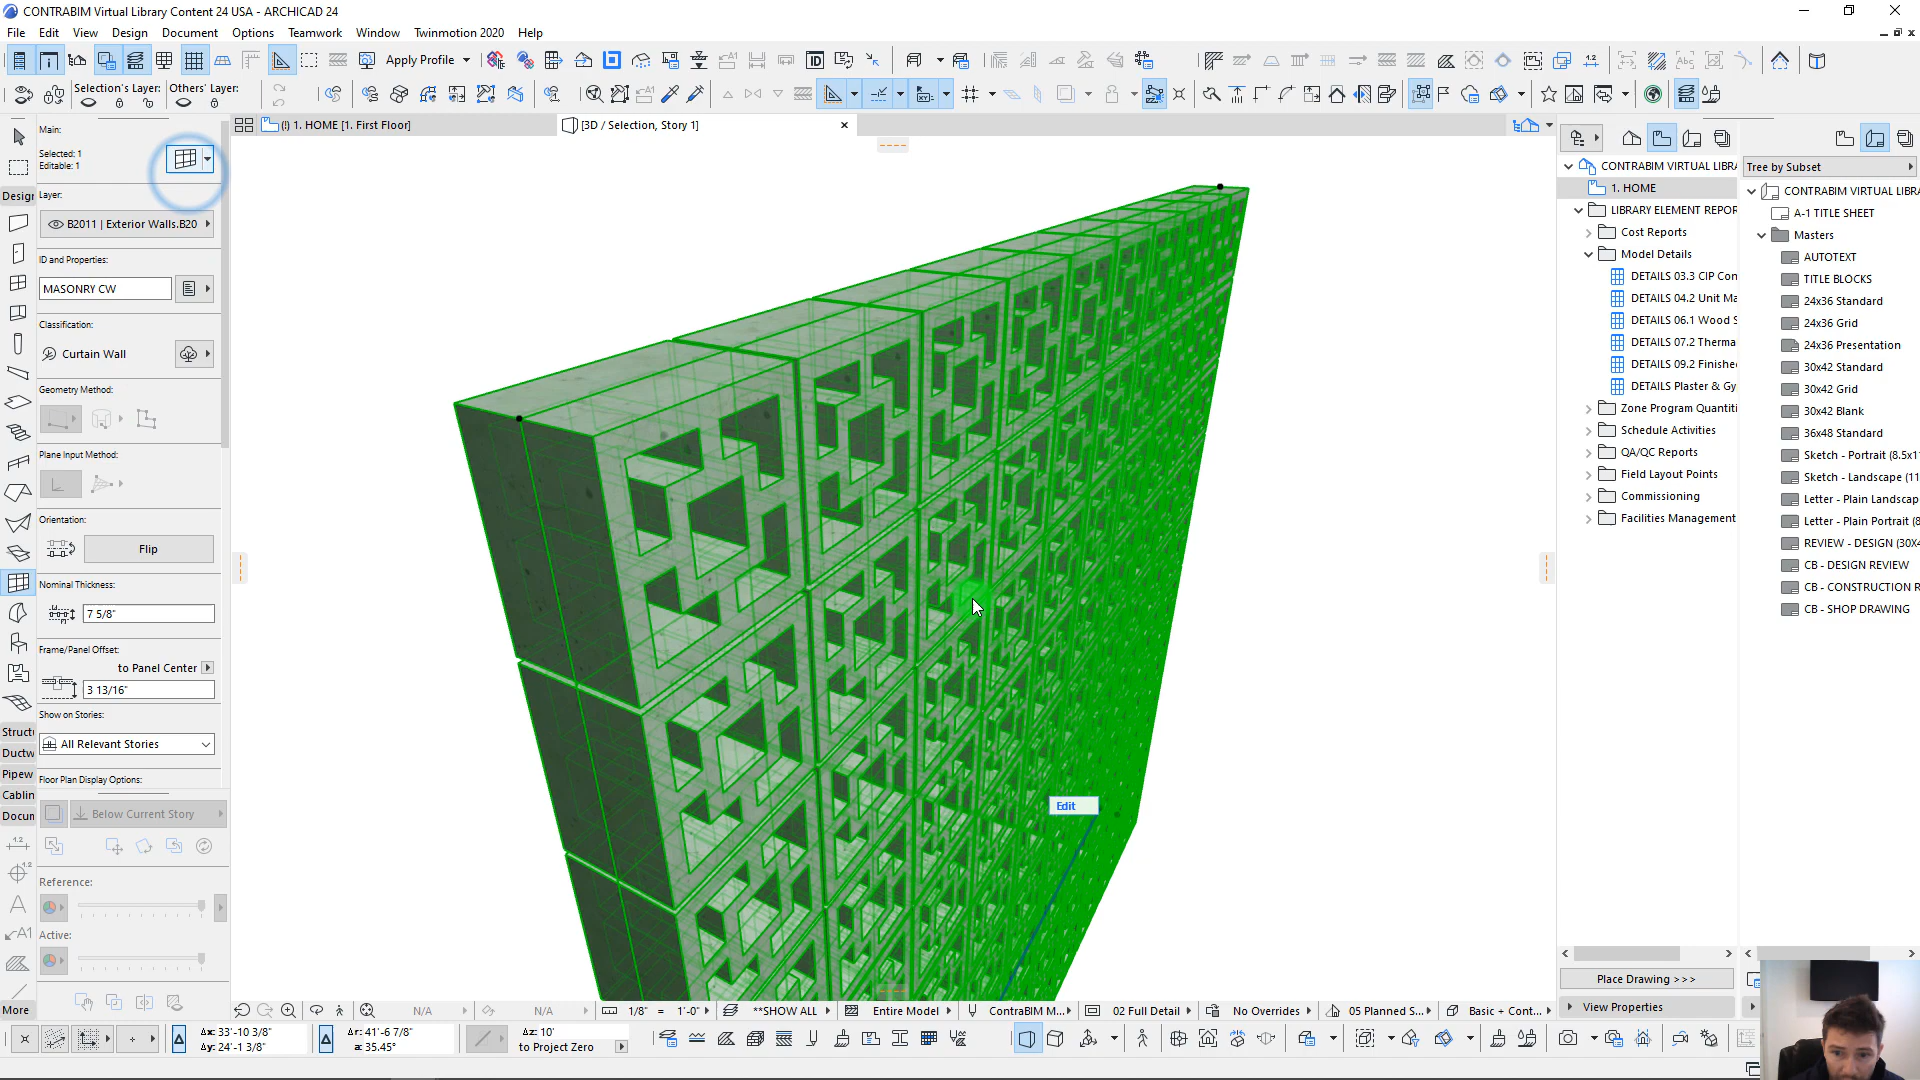 CONTRABIM Virtual Library Content 24 USA - ARCHICAD 24
File Edit View Design Document Options Teamwork Window Twinmotion 2020 Help
Apply Profile
Selection's Layer: Others' Layer:
Main:
Selected: 1
Editable: 1
(!) 1. HOME [1. First Floor]
[3D / Selection, Story 1]
Design
Layer:
B2011 | Exterior Walls.B20
ID and Properties:
MASONRY CW
Classification:
Curtain Wall
Geometry Method:
Plane Input Method:
Orientation:
Flip
Nominal Thickness:
7 5/8"
Frame/Panel Offset:
to Panel Center
3 13/16"
Show on Stories:
All Relevant Stories
Floor Plan Display Options:
Below Current Story
Reference:
Active:
Struct
Ductw
Pipew
Cablin
Docum
More
Edit
CONTRABIM VIRTUAL LIBRA
1. HOME
LIBRARY ELEMENT REPOR
Cost Reports
Model Details
DETAILS 03.3 CIP Con
DETAILS 04.2 Unit Ma
DETAILS 06.1 Wood S
DETAILS 07.2 Therma
DETAILS 09.2 Finishe
DETAILS Plaster & Gy
Zone Program Quantiti
Schedule Activities
QA/QC Reports
Field Layout Points
Commissioning
Facilities Management
Place Drawing >>>
View Properties
Tree by Subset
CONTRABIM VIRTUAL LIBRA
A-1 TITLE SHEET
Masters
AUTOTEXT
TITLE BLOCKS
24x36 Standard
24x36 Grid
24x36 Presentation
30x42 Standard
30x42 Grid
30x42 Blank
36x48 Standard
Sketch - Portrait (8.5x11
Sketch - Landscape (11
Letter - Plain Landscap
Letter - Plain Portrait (8
REVIEW - DESIGN (30X4
CB - DESIGN REVIEW
CB - CONSTRUCTION R
CB - SHOP DRAWING
N/A N/A 1/8" = 1'-0" **SHOW ALL Entire Model ContraBIM M... 02 Full Detail No Overrides 05 Planned S... Basic + Cont...
Δx: 33'-10 3/8" Δr: 41'-6 7/8" Δz: 10'
Δy: 24'-1 3/8" a: 35.45° to Project Zero